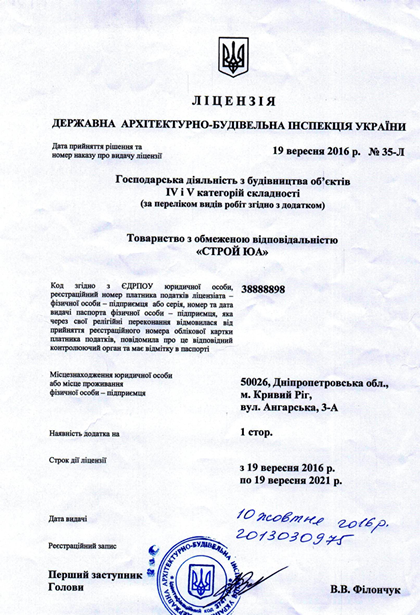 ЛІЦЕНЗІЯ
ДЕРЖАВНА АРХІТЕКТУРНО-БУДІВЕЛЬНА ІНСПЕКЦІЯ УКРАЇНИ
Дата прийняття рішення та
номер наказу про видачу ліцензії
19 вересня 2016 р. № 35-Л
Господарська діяльність з будівництва об'єктів
IV і V категорій складності
(за переліком видів робіт згідно з додатком)
Товариство з обмеженою відповідальністю
«СТРОЙ ЮА»
Код згідно з ЄДРПОУ юридичної особи,
реєстраційний номер платника податків ліцензіата –
фізичної особи – підприємця або серія, номер та дата
видачі паспорта фізичної особи – підприємця, яка
через свої релігійні переконання відмовилася від
прийняття реєстраційного номера облікової картки
платника податків, повідомила про це відповідний
контролюючий орган та має відмітку в паспорті
38888898
Місцезнаходження юридичної особи
або місце проживання
фізичної особи – підприємця
50026, Дніпропетровська обл.,
м. Кривий Ріг,
вул. Ангарська, 3-А
Наявність додатка на
1 стор.
Строк дії ліцензії
з 19 вересня 2016 р.
по 19 вересня 2021 р.
Дата видачі
10 жовтня 2016р.
Реєстраційний запис
2013030975
Перший заступник
Голови
В.В. Філончук